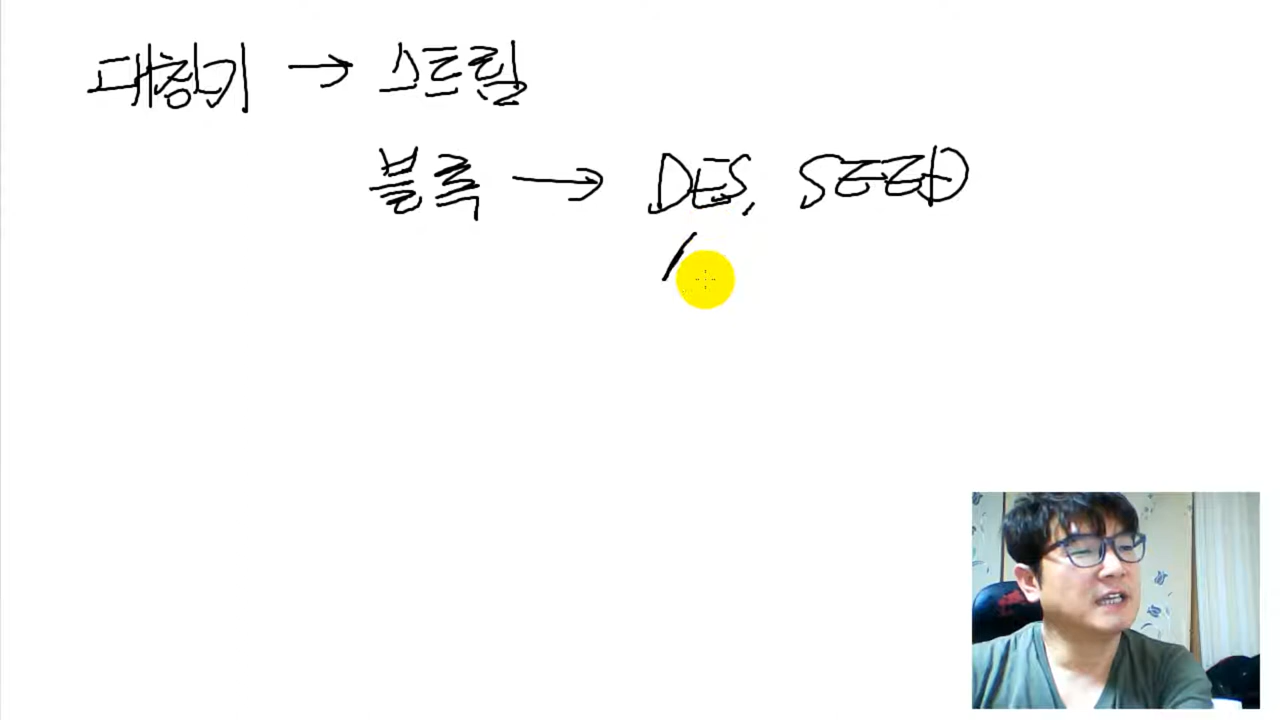 대칭키 → 스트림
블록 → DES, SEED